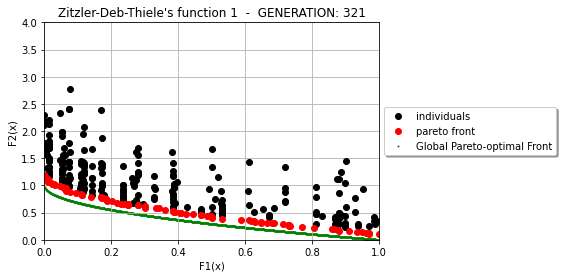 Zitzler-Deb-Thiele's function 1 - GENERATION: 321
4.0
3.5
3.0
2.5
2.0
1.5
1.0
0.5
0.0
F2(x)
0.0 0.2 0.4 0.6 0.8 1.0
F1(x)
individuals
pareto front
Global Pareto-optimal Front